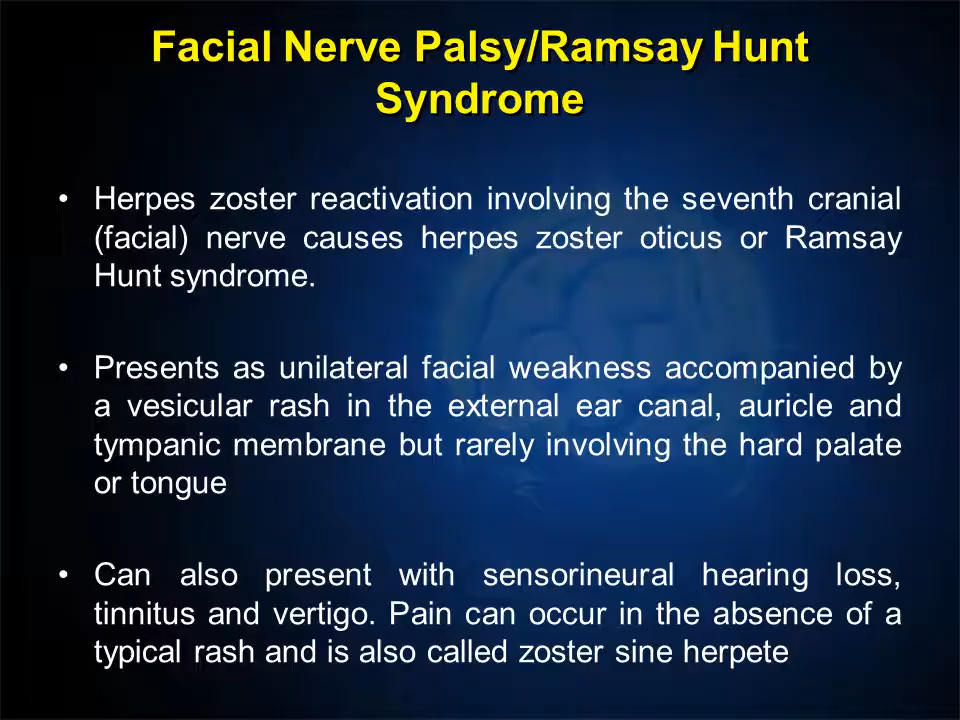 Facial Nerve Palsy/Ramsay Hunt
Syndrome
• Herpes zoster reactivation involving the seventh cranial
(facial) nerve causes herpes zoster oticus or Ramsay
Hunt syndrome.
• Presents as unilateral facial weakness accompanied by
a vesicular rash in the external ear canal, auricle and
tympanic membrane but rarely involving the hard palate
or tongue
• Can also present with sensorineural hearing loss,
tinnitus and vertigo. Pain can occur in the absence of a
typical rash and is also called zoster sine herpete